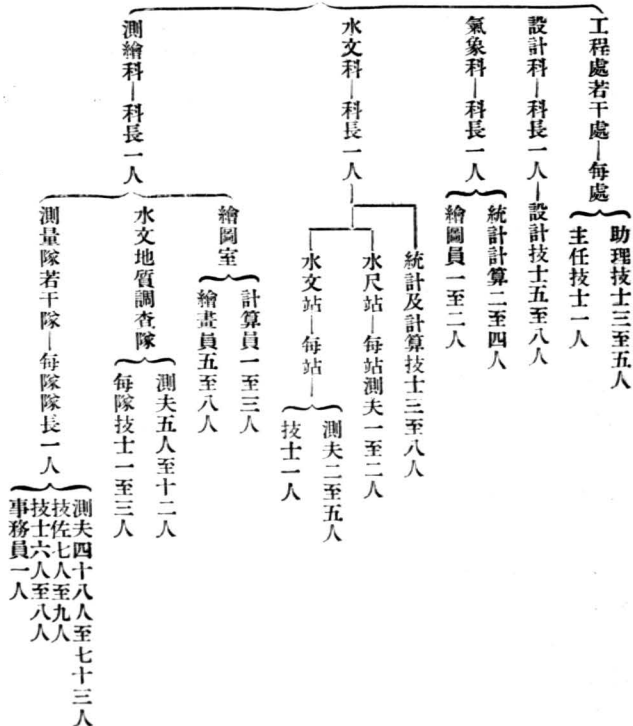 工程處若干處—每處
助理技士三至五人
主任技士一人
設計科—科長一人—設計技士五至八人
氣象科—科長一人
統計計算二至四人
繪圖員一至二人
水文科—科長一人
統計及計算技士三至八人
水尺站—每站測夫一至二人
水文站—每站
測夫二至五人
技士一人
測繪科—科長一人
繪圖室
計算員一至三人
繪畫員五至八人
水文地質調查隊
測夫五人至十二人
每隊技士一至三人
測量隊若干隊—每隊隊長一人
測夫四十八人至七十三人
技佐七人至九人
技士六人至八人
事務員一人